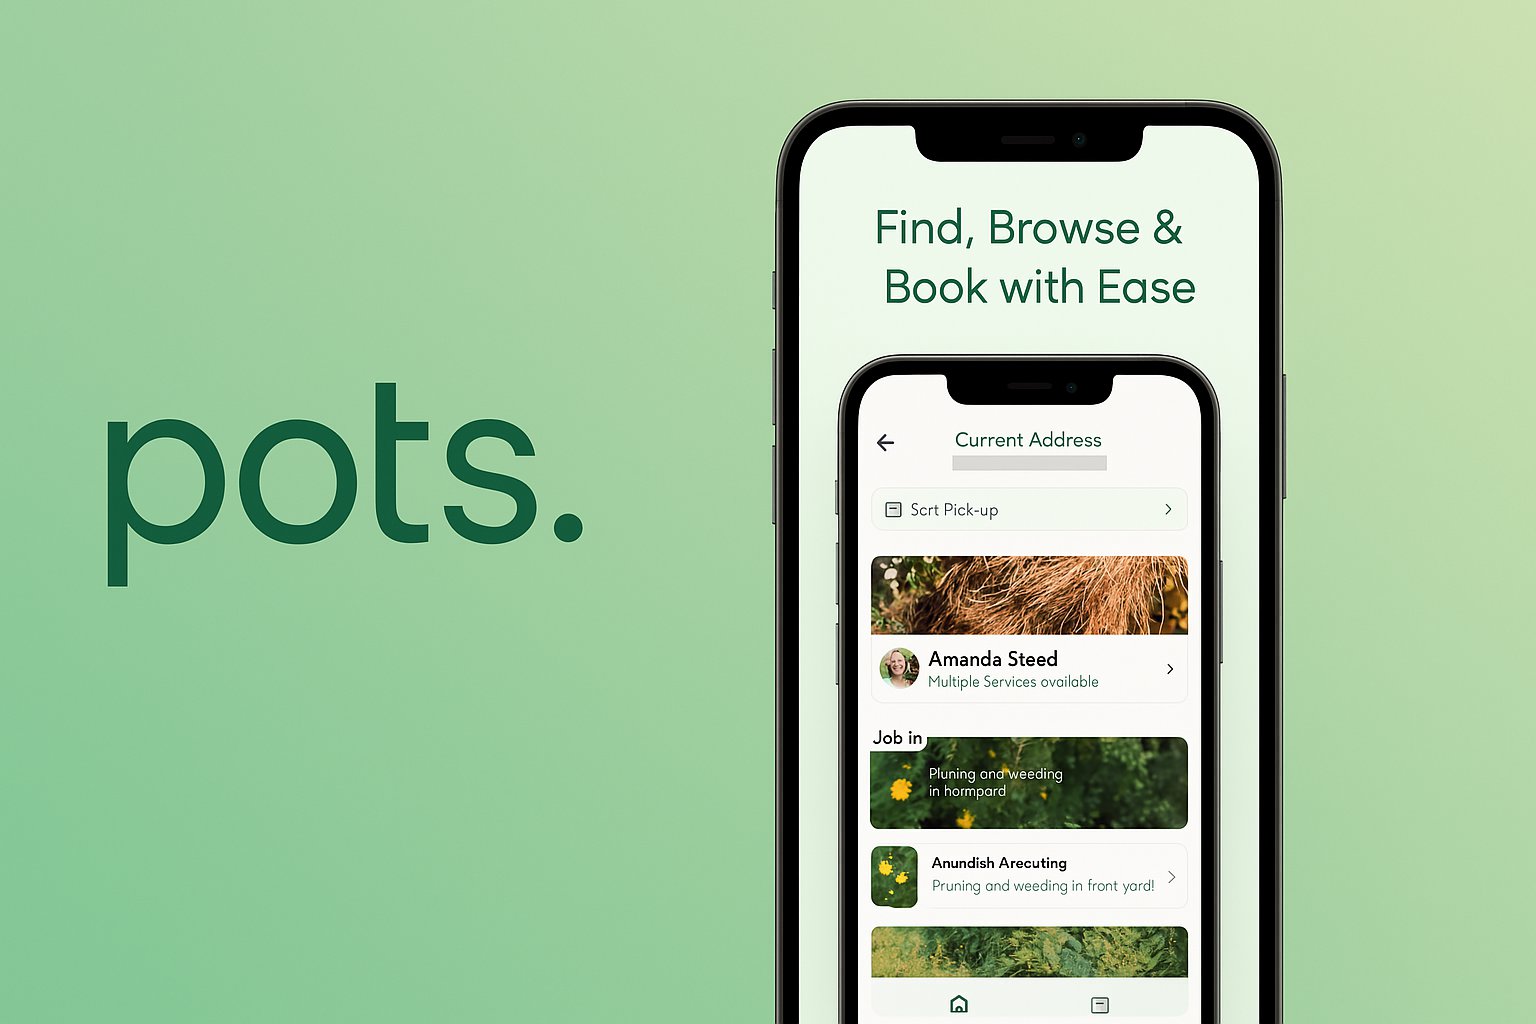 pots.
Find, Browse &
Book with Ease
Current Address
Scrt Pick-up
Amanda Steed
Multiple Services ovailable
Job in
Pluning and weeding
in hormpard
Anundish Arecuting
Pruning and weeding in front yard!